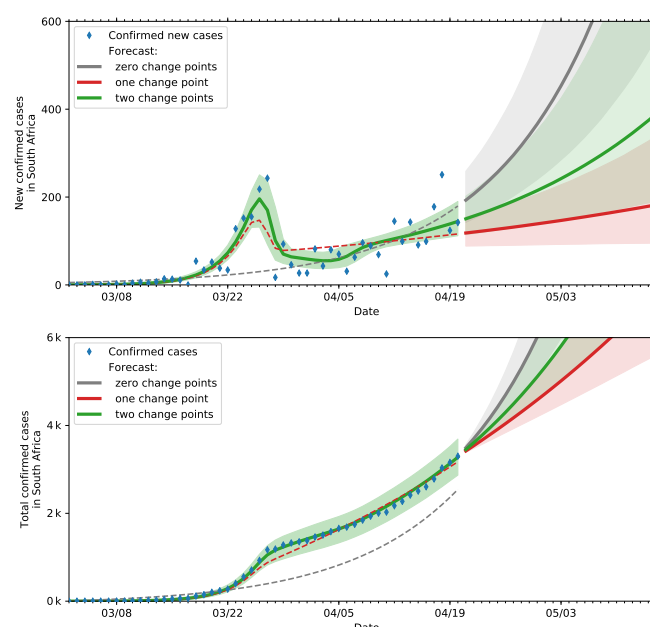 600
400
200
0
New confirmed cases
in South Africa
Confirmed new cases
Forecast:
zero change points
one change point
two change points
03/08
03/22
04/05
04/19
05/03
Date
6 k
4 k
2 k
0 k
Total confirmed cases
in South Africa
Confirmed cases
Forecast:
zero change points
one change point
two change points
03/08
03/22
04/05
04/19
05/03
Date